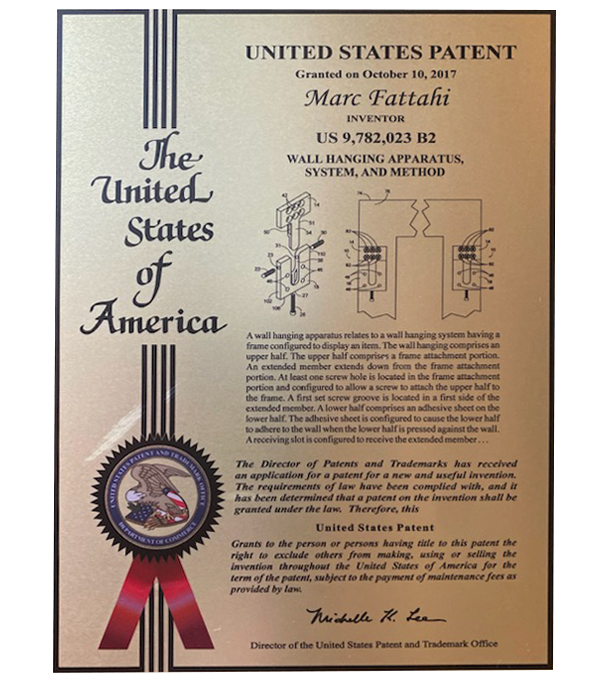 The
United
States
of
America
UNITED STATES PATENT AND TRADEMARK OFFICE
DEPARTMENT OF COMMERCE
UNITED STATES PATENT
Granted on October 10, 2017
Marc Fattahi
INVENTOR
US 9,782,023 B2
WALL HANGING APPARATUS,
SYSTEM, AND METHOD
A wall hanging apparatus relates to a wall hanging system having a
frame configured to display an item. The wall hanging comprises an
upper half. The upper half comprises a frame attachment portion.
An extended member extends down from the frame attachment
portion. At least one screw hole is located in the frame attachment
portion and configured to allow a screw to attach the upper half to
the frame. A first set screw groove is located in a first side of the
extended member. A lower half comprises an adhesive sheet on the
lower half. The adhesive sheet is configured to cause the lower half
to adhere to the wall when the lower half is pressed against the wall.
A receiving slot is configured to receive the extended member . . .
The Director of Patents and Trademarks has received
an application for a patent for a new and useful invention.
The requirements of law have been complied with, and it
has been determined that a patent on the invention shall be
granted under the law. Therefore, this
United States Patent
Grants to the person or persons having title to this patent the
right to exclude others from making, using or selling the
invention throughout the United States of America for the
term of the patent, subject to the payment of maintenance fees as
provided by law.
Michelle K. Lee
Director of the United States Patent and Trademark Office